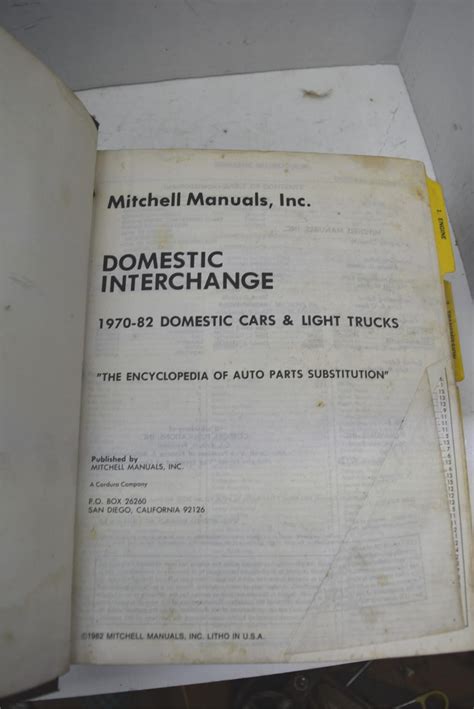 Mitchell Manuals, Inc.
DOMESTIC
INTERCHANGE
1970-82 DOMESTIC CARS & LIGHT TRUCKS
"THE ENCYCLOPEDIA OF AUTO PARTS SUBSTITUTION"
Published by
MITCHELL MANUALS, INC.
A Cordura Company
P.O. BOX 26260
SAN DIEGO, CALIFORNIA 92126
©1982 MITCHELL MANUALS, INC. LITHO IN U.S.A.
ENGINE